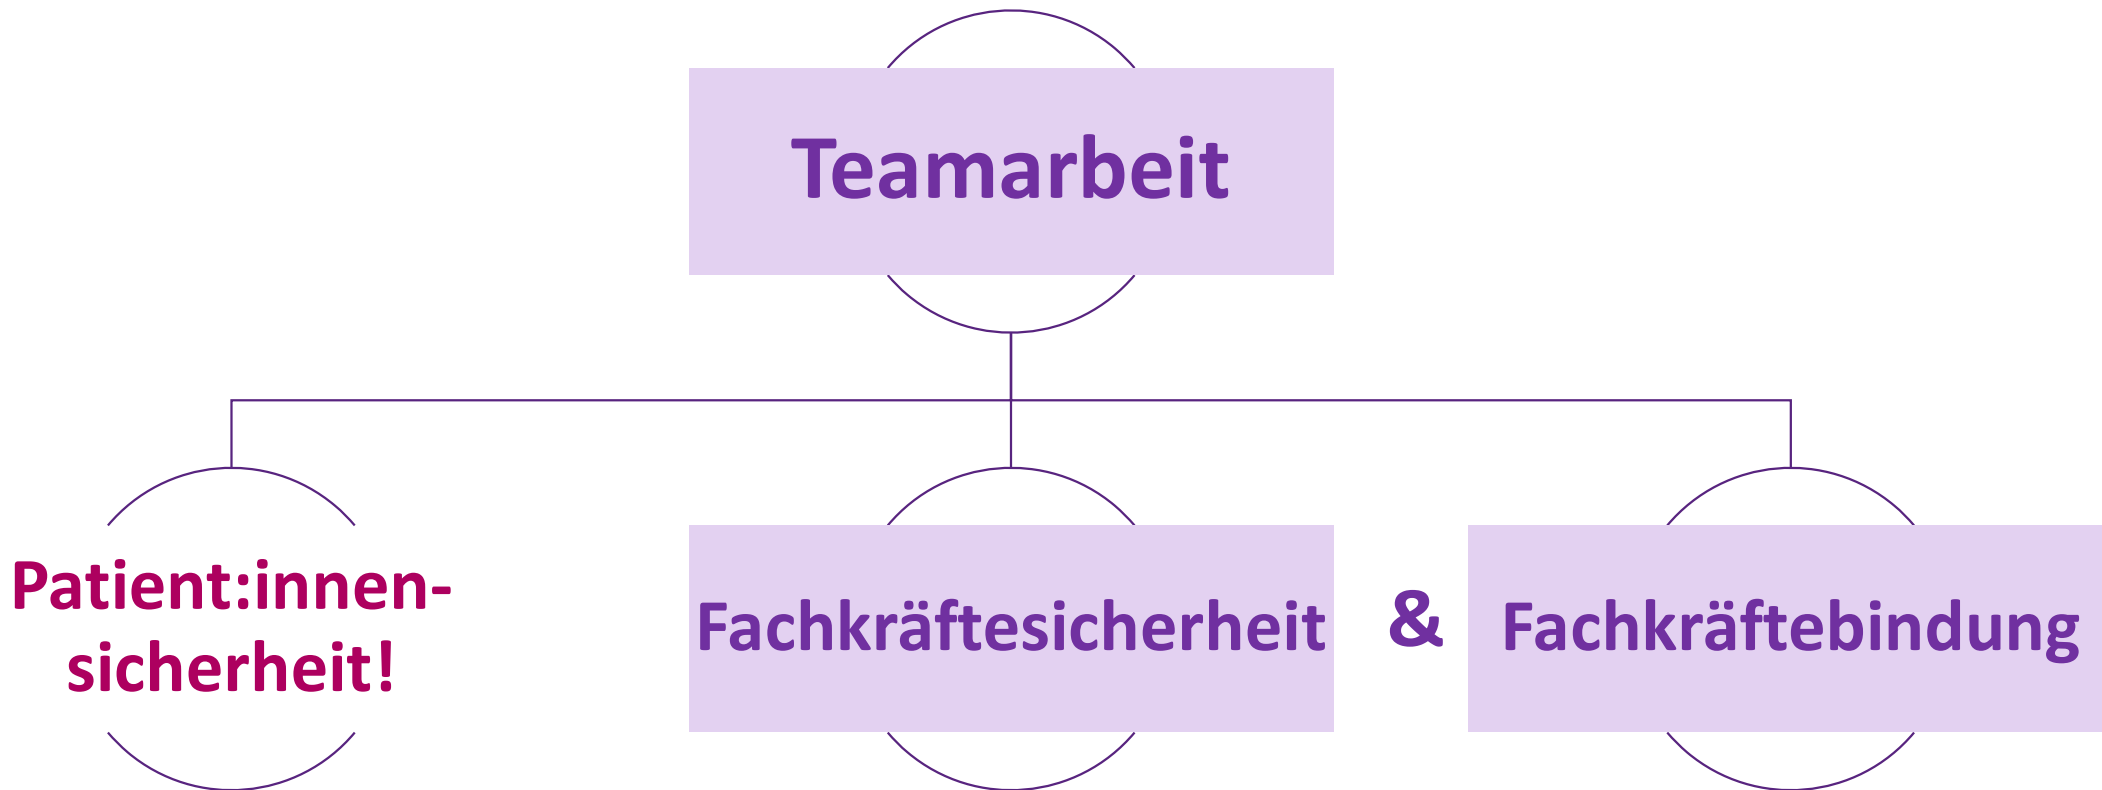 Teamarbeit
Patient:innen-
sicherheit!
Fachkräftesicherheit
&
Fachkräftebindung